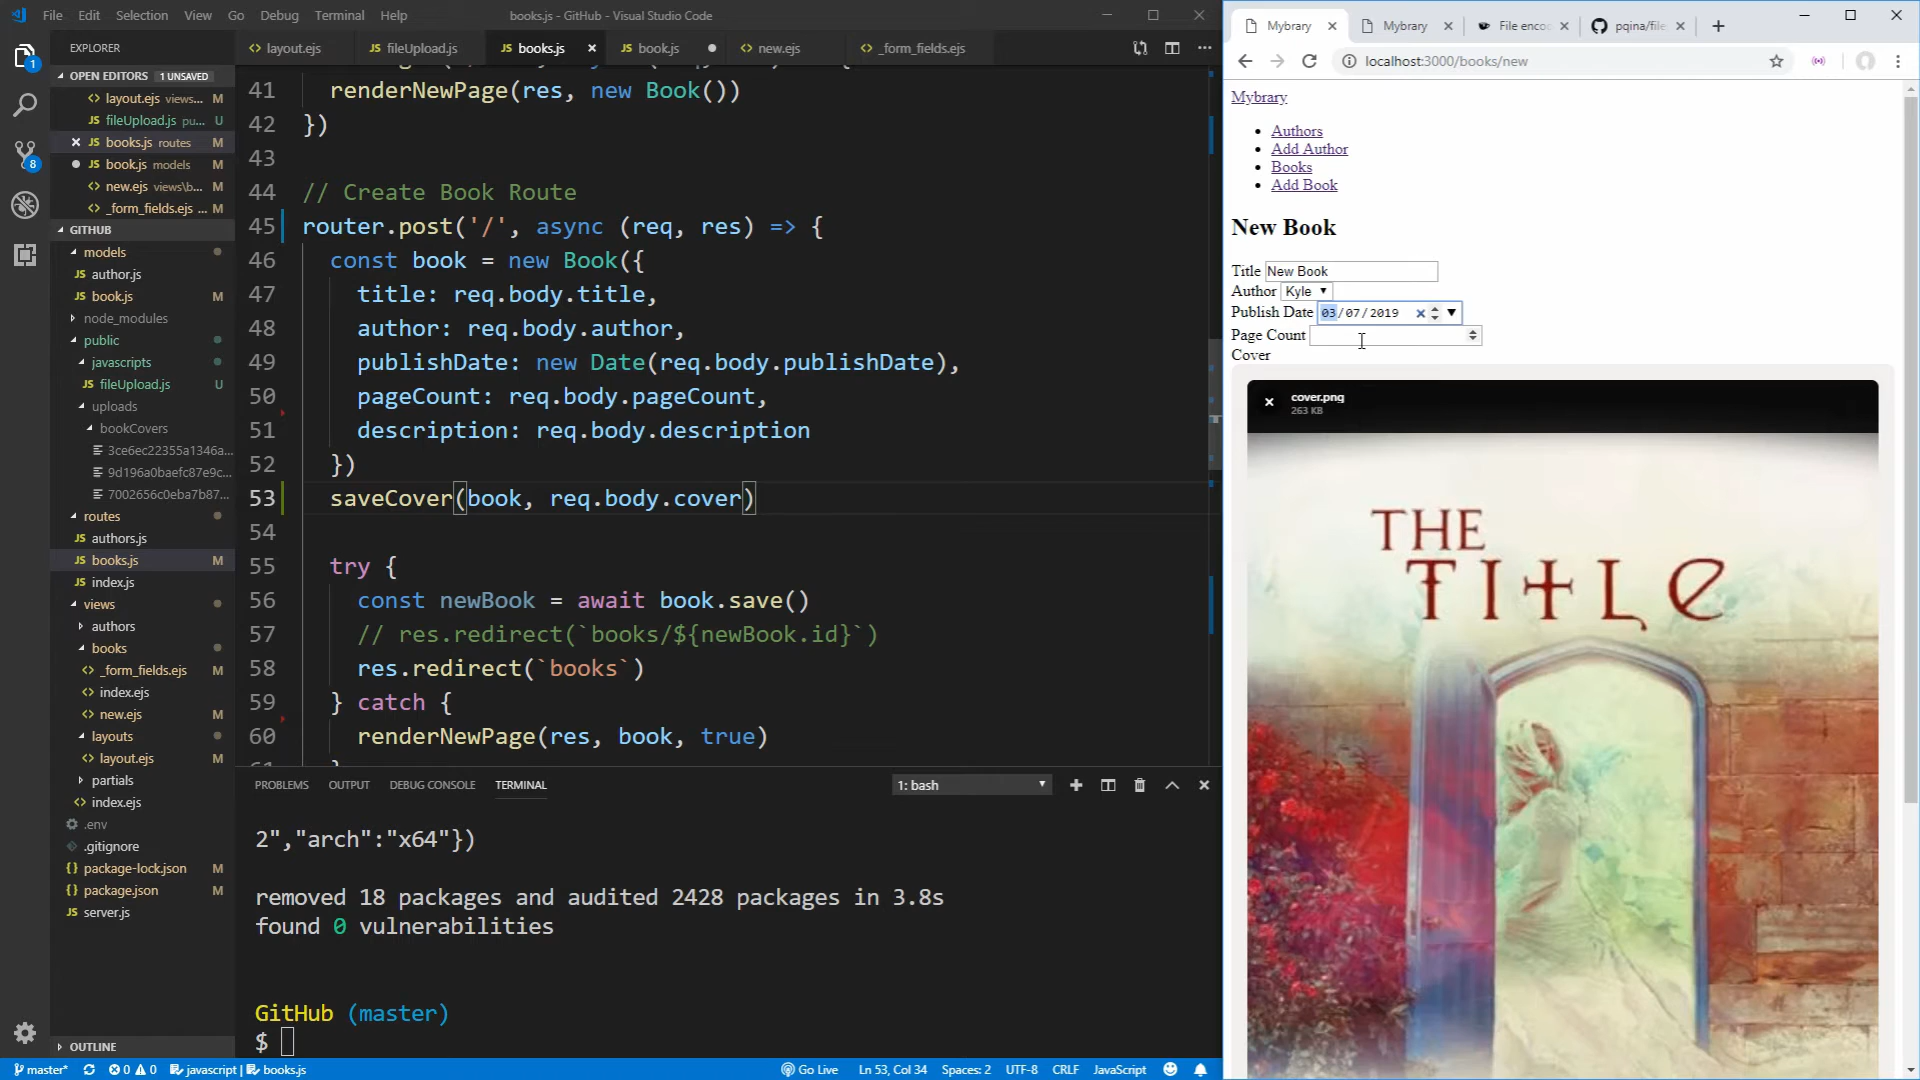 File Edit Selection View Go Debug Terminal Help
books.js - GitHub - Visual Studio Code
EXPLORER
OPEN EDITORS 1 UNSAVED
layout.ejs views... M
fileUpload.js pu... U
books.js routes M
book.js models M
new.ejs views\b... M
_form_fields.ejs ... M
GITHUB
models
author.js
book.js M
node_modules
public
javascripts
fileUpload.js U
uploads
bookCovers
3ce6ec22355a1346a...
9d196a0baefc87e9c...
7002656c0eba7b87...
routes
authors.js
books.js M
index.js
views
authors
books
_form_fields.ejs M
index.ejs
new.ejs M
layouts
layout.ejs M
partials
index.ejs
.env
.gitignore
package-lock.json M
package.json M
server.js
OUTLINE
layout.ejs fileUpload.js books.js book.js new.ejs _form_fields.ejs
41 renderNewPage(res, new Book())
42 })
43
44 // Create Book Route
45 router.post('/', async (req, res) => {
46 const book = new Book({
47 title: req.body.title,
48 author: req.body.author,
49 publishDate: new Date(req.body.publishDate),
50 pageCount: req.body.pageCount,
51 description: req.body.description
52 })
53 saveCover(book, req.body.cover)
54
55 try {
56 const newBook = await book.save()
57 // res.redirect(`books/${newBook.id}`)
58 res.redirect(`books`)
59 } catch {
60 renderNewPage(res, book, true)
PROBLEMS OUTPUT DEBUG CONSOLE TERMINAL 1: bash
2","arch":"x64"})
removed 18 packages and audited 2428 packages in 3.8s
found 0 vulnerabilities
GitHub (master)
$
master* 0 0 javascript | books.js Go Live Ln 53, Col 34 Spaces: 2 UTF-8 CRLF JavaScript
Mybrary Mybrary File enco pqina/file
localhost:3000/books/new
Mybrary
Authors
Add Author
Books
Add Book
New Book
Title New Book
Author Kyle
Publish Date 03/07/2019
Page Count
Cover
cover.png
263 KB
THE
TITLE